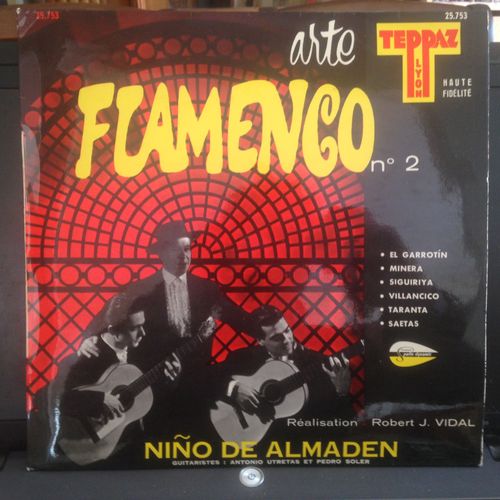 25.753
25.753
arte
TEPPAZ
LYON
HAUTE
FIDÉLITÉ
FLAMENCO
n° 2
• EL GARROTÍN
• MINERA
• SIGUIRIYA
• VILLANCICO
• TARANTA
• SAETAS
Réalisation Robert J. VIDAL
NIÑO DE ALMADEN
GUITARISTES : ANTONIO UTRETAS ET PEDRO SOLER